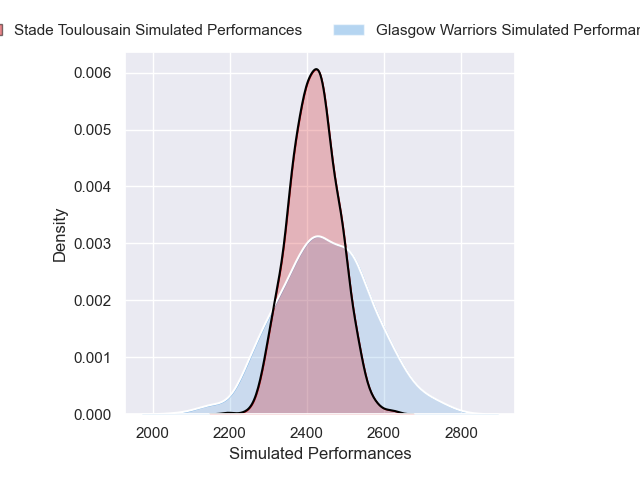 Stade Toulousain Simulated Performances Glasgow Warriors Simulated
0.006
0.005
0.004
0.003
0.002
0.001
0.000
Density
2000 2200 2400 2600 2800
Simulated Performances